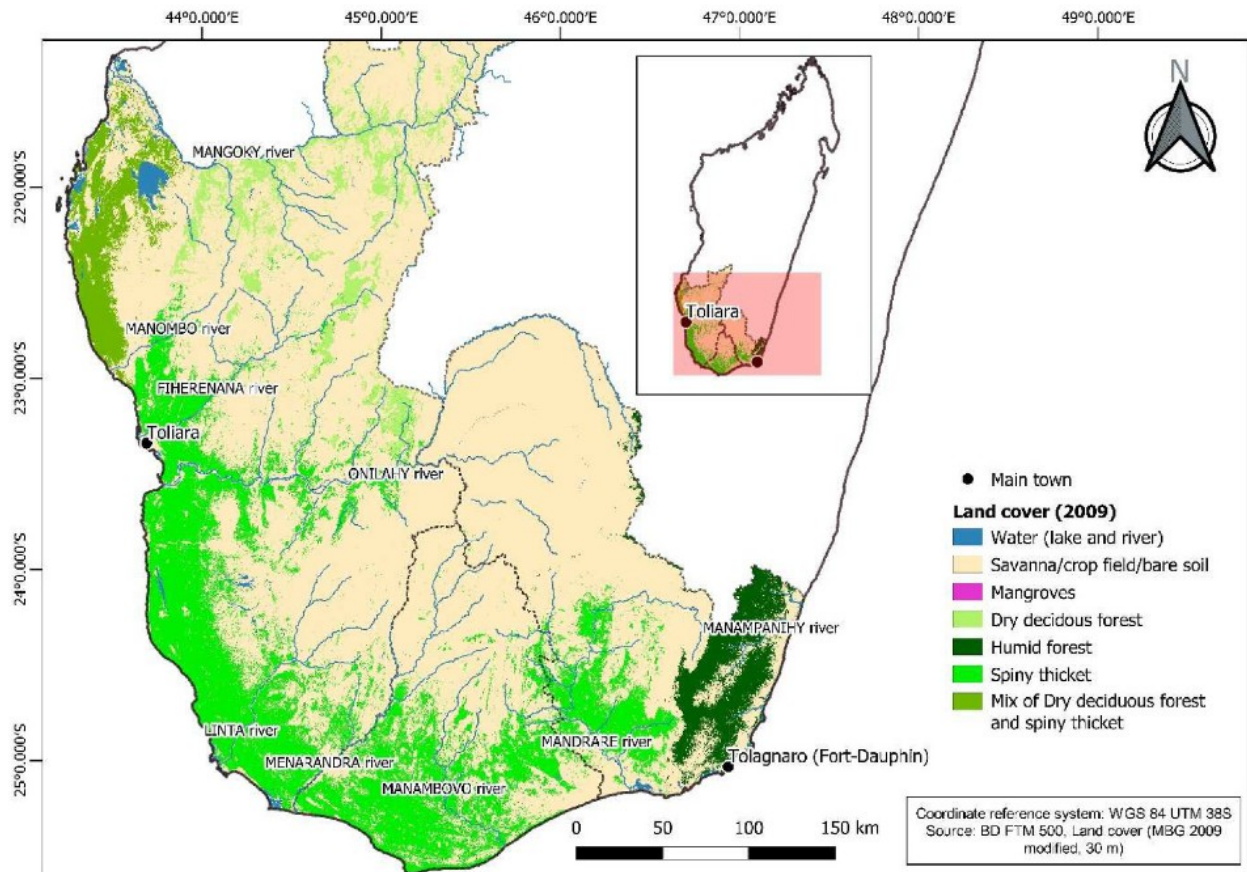 44°0.000'E
45°0.000'E
46°0.000'E
47°0.000'E
48°0.000'E
49°0.000'E
N
MANGOKY river
22°0.000'S
Toliara
MANOMBO river
23°0.000'S
FIHERENANA river
Toliara
ONILAHY river
Main town
Land cover (2009)
Water (lake and river)
Savanna/crop field/bare soil
Mangroves
Dry decidous forest
Humid forest
Spiny thicket
Mix of Dry deciduous forest
and spiny thicket
24°0.000'S
MANAMPANIHY river
LINTA river
MENARANDRA river
MANDRARE river
MANAMBOVO river
Tolagnaro (Fort-Dauphin)
25°0.000'S
0 50 100 150 km
Coordinate reference system: WGS 84 UTM 38S
Source: BD FTM 500, Land cover (MBG 2009
modified, 30 m)